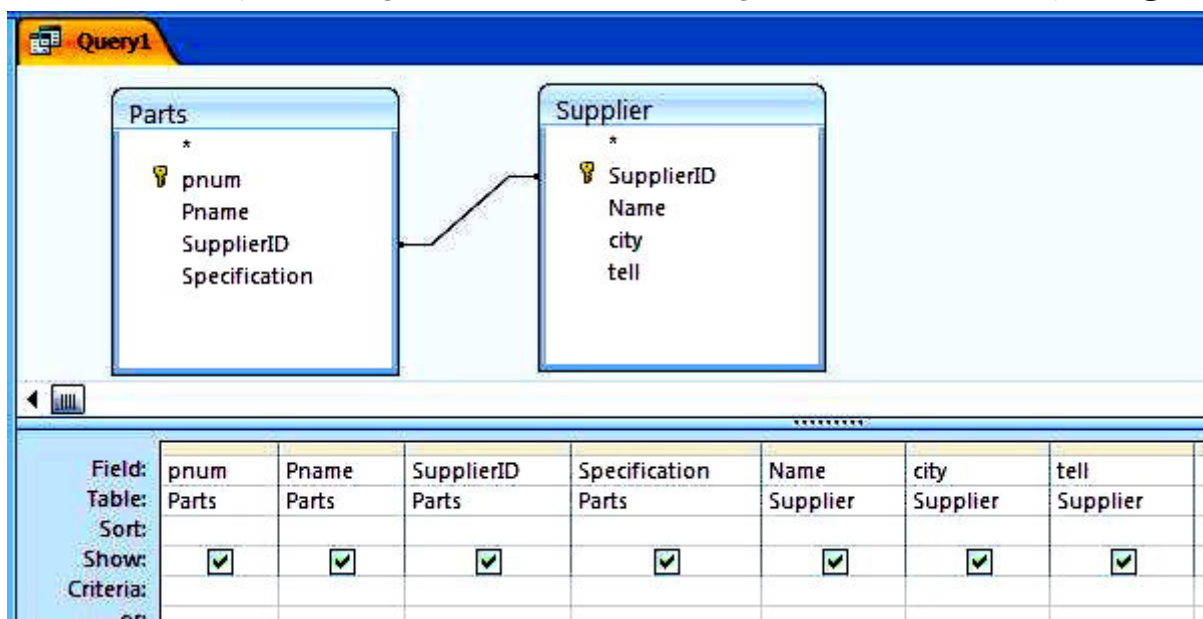 Query1
Parts
*
pnum
Pname
SupplierID
Specification
Supplier
*
SupplierID
Name
city
tell
Field: pnum Pname SupplierID Specification Name city tell
Table: Parts Parts Parts Parts Supplier Supplier Supplier
Sort:
Show:
Criteria:
or: